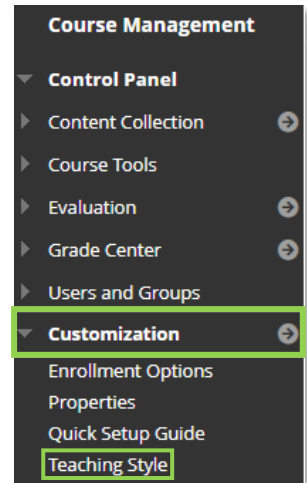 Course Management
Control Panel
Content Collection
Course Tools
Evaluation
Grade Center
Users and Groups
Customization
Enrollment Options
Properties
Quick Setup Guide
Teaching Style